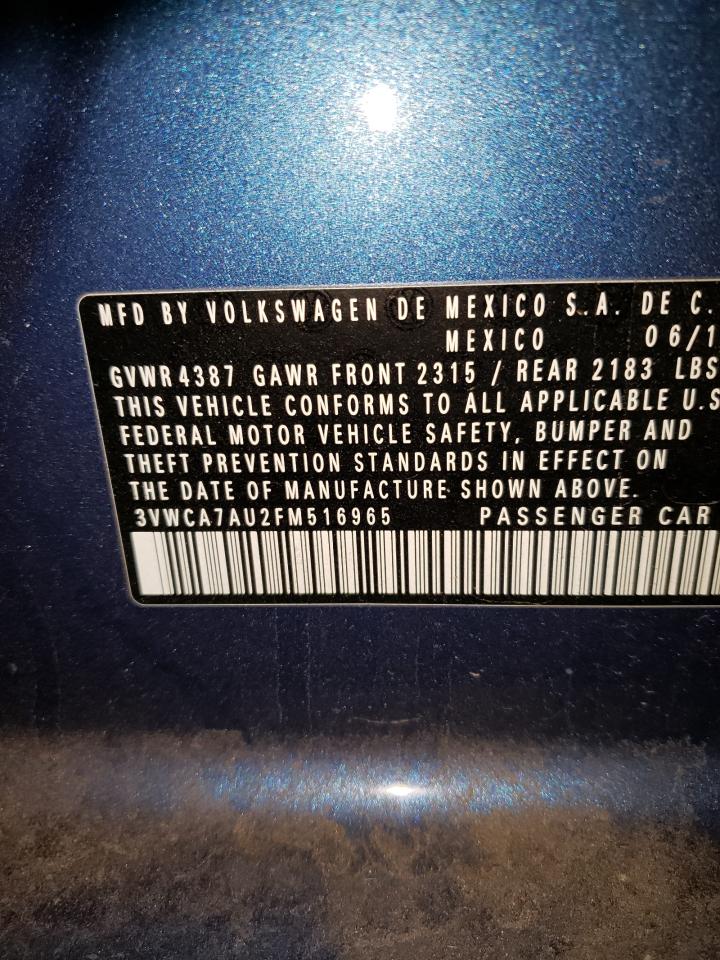 MFD BY VOLKSWAGEN DE MEXICO S.A. DE C.
MEXICO 06/1
GVWR 4387 GAWR FRONT 2315 / REAR 2183 LBS
THIS VEHICLE CONFORMS TO ALL APPLICABLE U.S
FEDERAL MOTOR VEHICLE SAFETY, BUMPER AND
THEFT PREVENTION STANDARDS IN EFFECT ON
THE DATE OF MANUFACTURE SHOWN ABOVE.
3VWCA7AU2FM516965 PASSENGER CAR